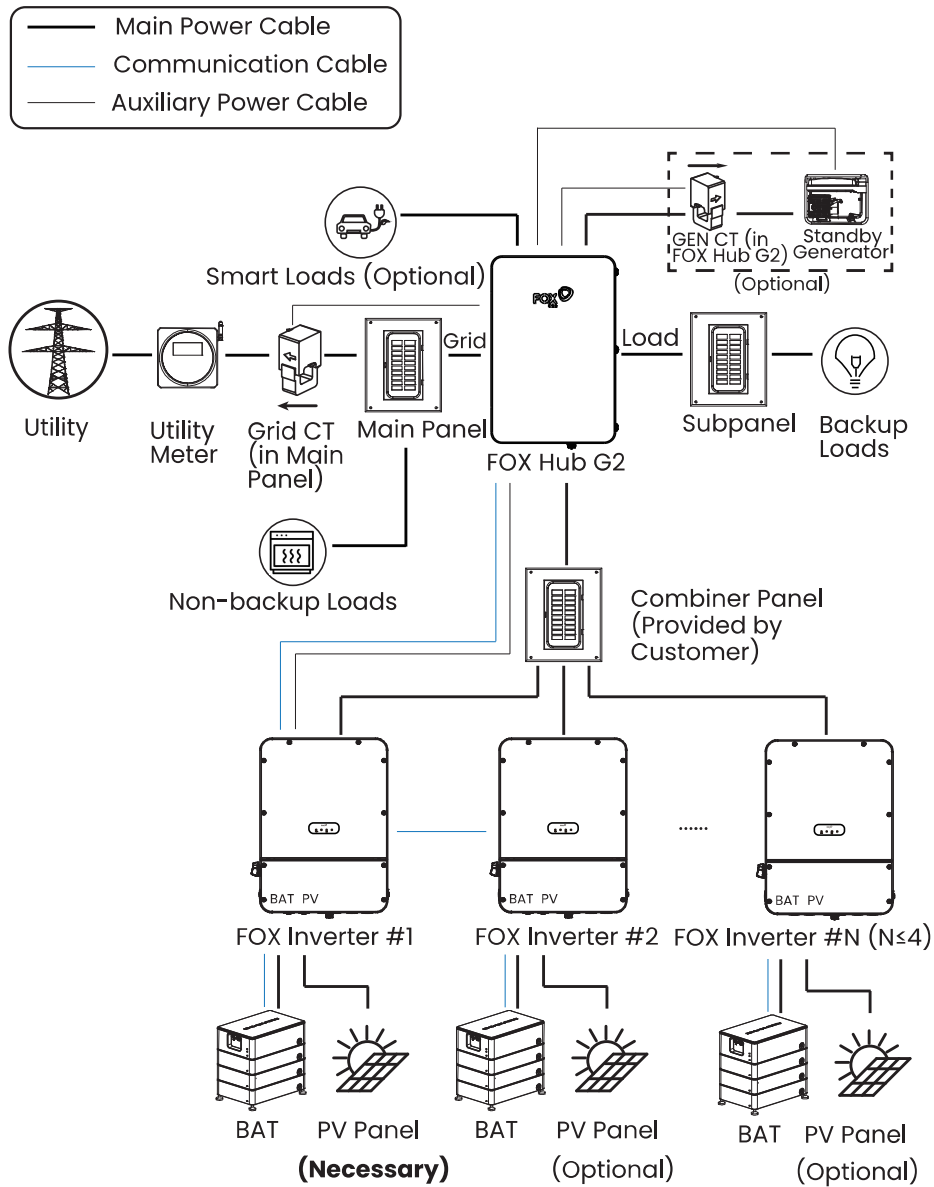 Main Power Cable
Communication Cable
Auxiliary Power Cable
GEN CT (in
FOX Hub G2)
Standby
Generator
(Optional)
Smart Loads (Optional)
FOX
Grid
Load
Utility
Utility
Meter
Grid CT
(in Main
Panel)
Main Panel
FOX Hub G2
Subpanel
Backup
Loads
Non-backup Loads
Combiner Panel
(Provided by
Customer)
BAT PV
BAT PV
BAT PV
FOX Inverter #1
FOX Inverter #2
......
FOX Inverter #N (N≤4)
BAT
PV Panel
(Necessary)
BAT
PV Panel
(Optional)
BAT
PV Panel
(Optional)